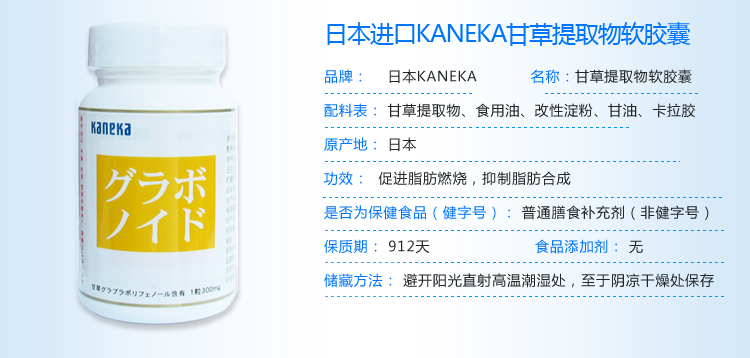 日本进口KANEKA甘草提取物软胶囊
品牌： 日本KANEKA 名称：甘草提取物软胶囊
配料表： 甘草提取物、食用油、改性淀粉、甘油、卡拉胶
原产地： 日本
功效： 促进脂肪燃烧，抑制脂肪合成
是否为保健食品（健字号）： 普通膳食补充剂（非健字号）
保质期： 912天 食品添加剂： 无
储藏方法： 避开阳光直射高温潮湿处，至于阴凉干燥处保存
Kaneka
グラボ
ノイド
甘草グラブラポリフェノール含有 1粒300mg